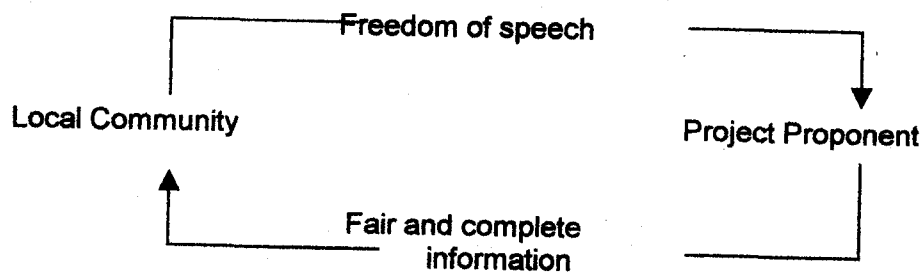 Freedom of speech
Local Community
Project Proponent
Fair and complete
information